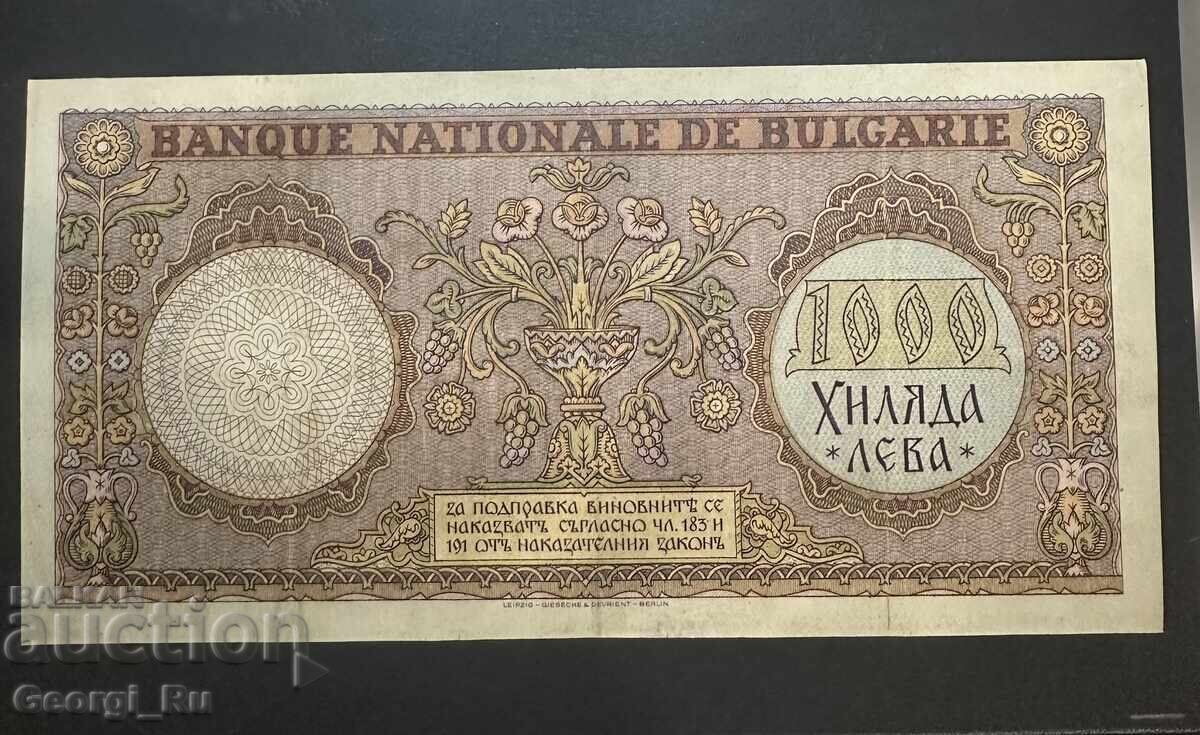 BANQUE NATIONALE DE BULGARIE
1000
ХИЛЯДА
* ЛЕВА *
ЗА ПОДПРАВКА ВИНОВНИТѢ СЕ
НАКАЗВАТЪ СЪГЛАСНО ЧЛ. 183 И
191 ОТЪ НАКАЗАТЕЛНИЯ ЗАКОНЪ
LEIPZIG - GIESECKE & DEVRIENT - BERLIN
BALKAN
auction
Georgi_Ru